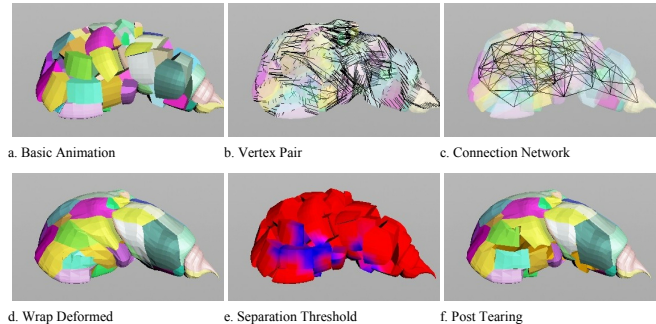 a. Basic Animation
b. Vertex Pair
c. Connection Network
d. Wrap Deformed
e. Separation Threshold
f. Post Tearing